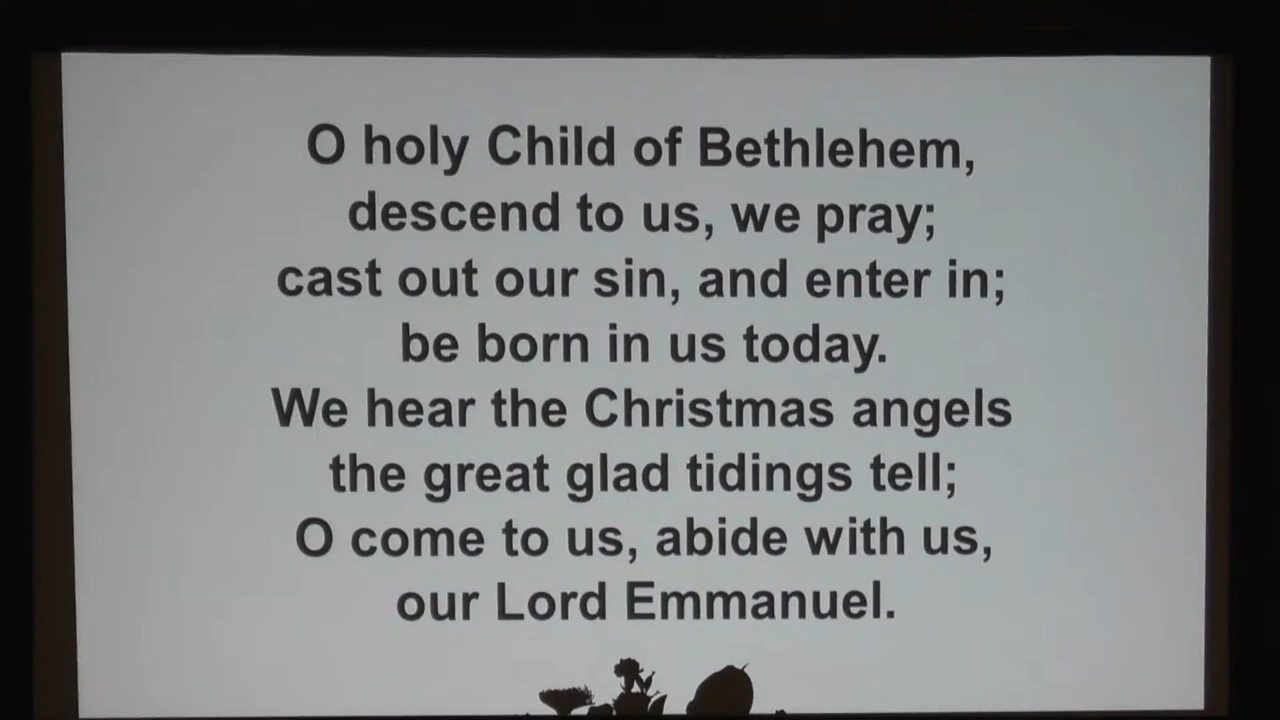 O holy Child of Bethlehem,
descend to us, we pray;
cast out our sin, and enter in;
be born in us today.
We hear the Christmas angels
the great glad tidings tell;
O come to us, abide with us,
our Lord Emmanuel.